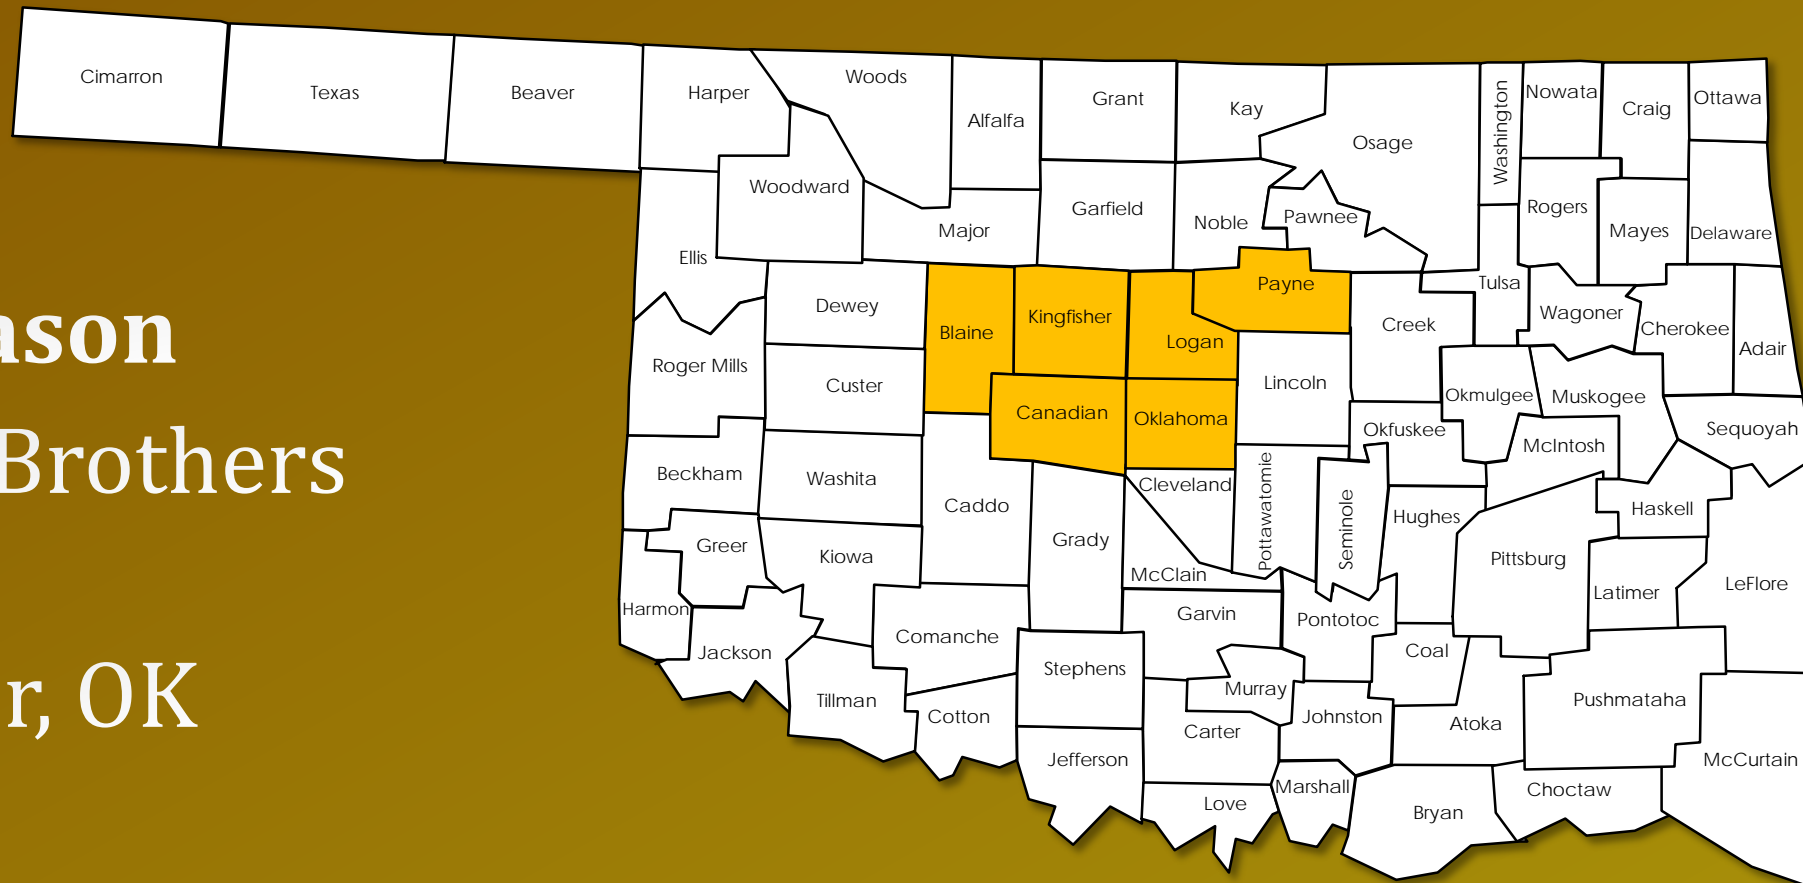 ason
Brothers
r, OK
Cimarron
Texas
Beaver
Harper
Woods
Alfalfa
Grant
Kay
Osage
Washington
Nowata
Craig
Ottawa
Woodward
Ellis
Major
Garfield
Noble
Pawnee
Rogers
Mayes
Delaware
Dewey
Blaine
Kingfisher
Logan
Payne
Creek
Tulsa
Wagoner
Cherokee
Adair
Roger Mills
Custer
Canadian
Oklahoma
Lincoln
Okfuskee
Okmulgee
Muskogee
McIntosh
Sequoyah
Beckham
Washita
Caddo
Grady
Cleveland
McClain
Pottawatomie
Seminole
Hughes
Pittsburg
Haskell
Latimer
LeFlore
Greer
Kiowa
Harmon
Jackson
Tillman
Comanche
Cotton
Stephens
Jefferson
Garvin
Murray
Carter
Love
Pontotoc
Johnston
Marshall
Coal
Atoka
Bryan
Pushmataha
Choctaw
McCurtain